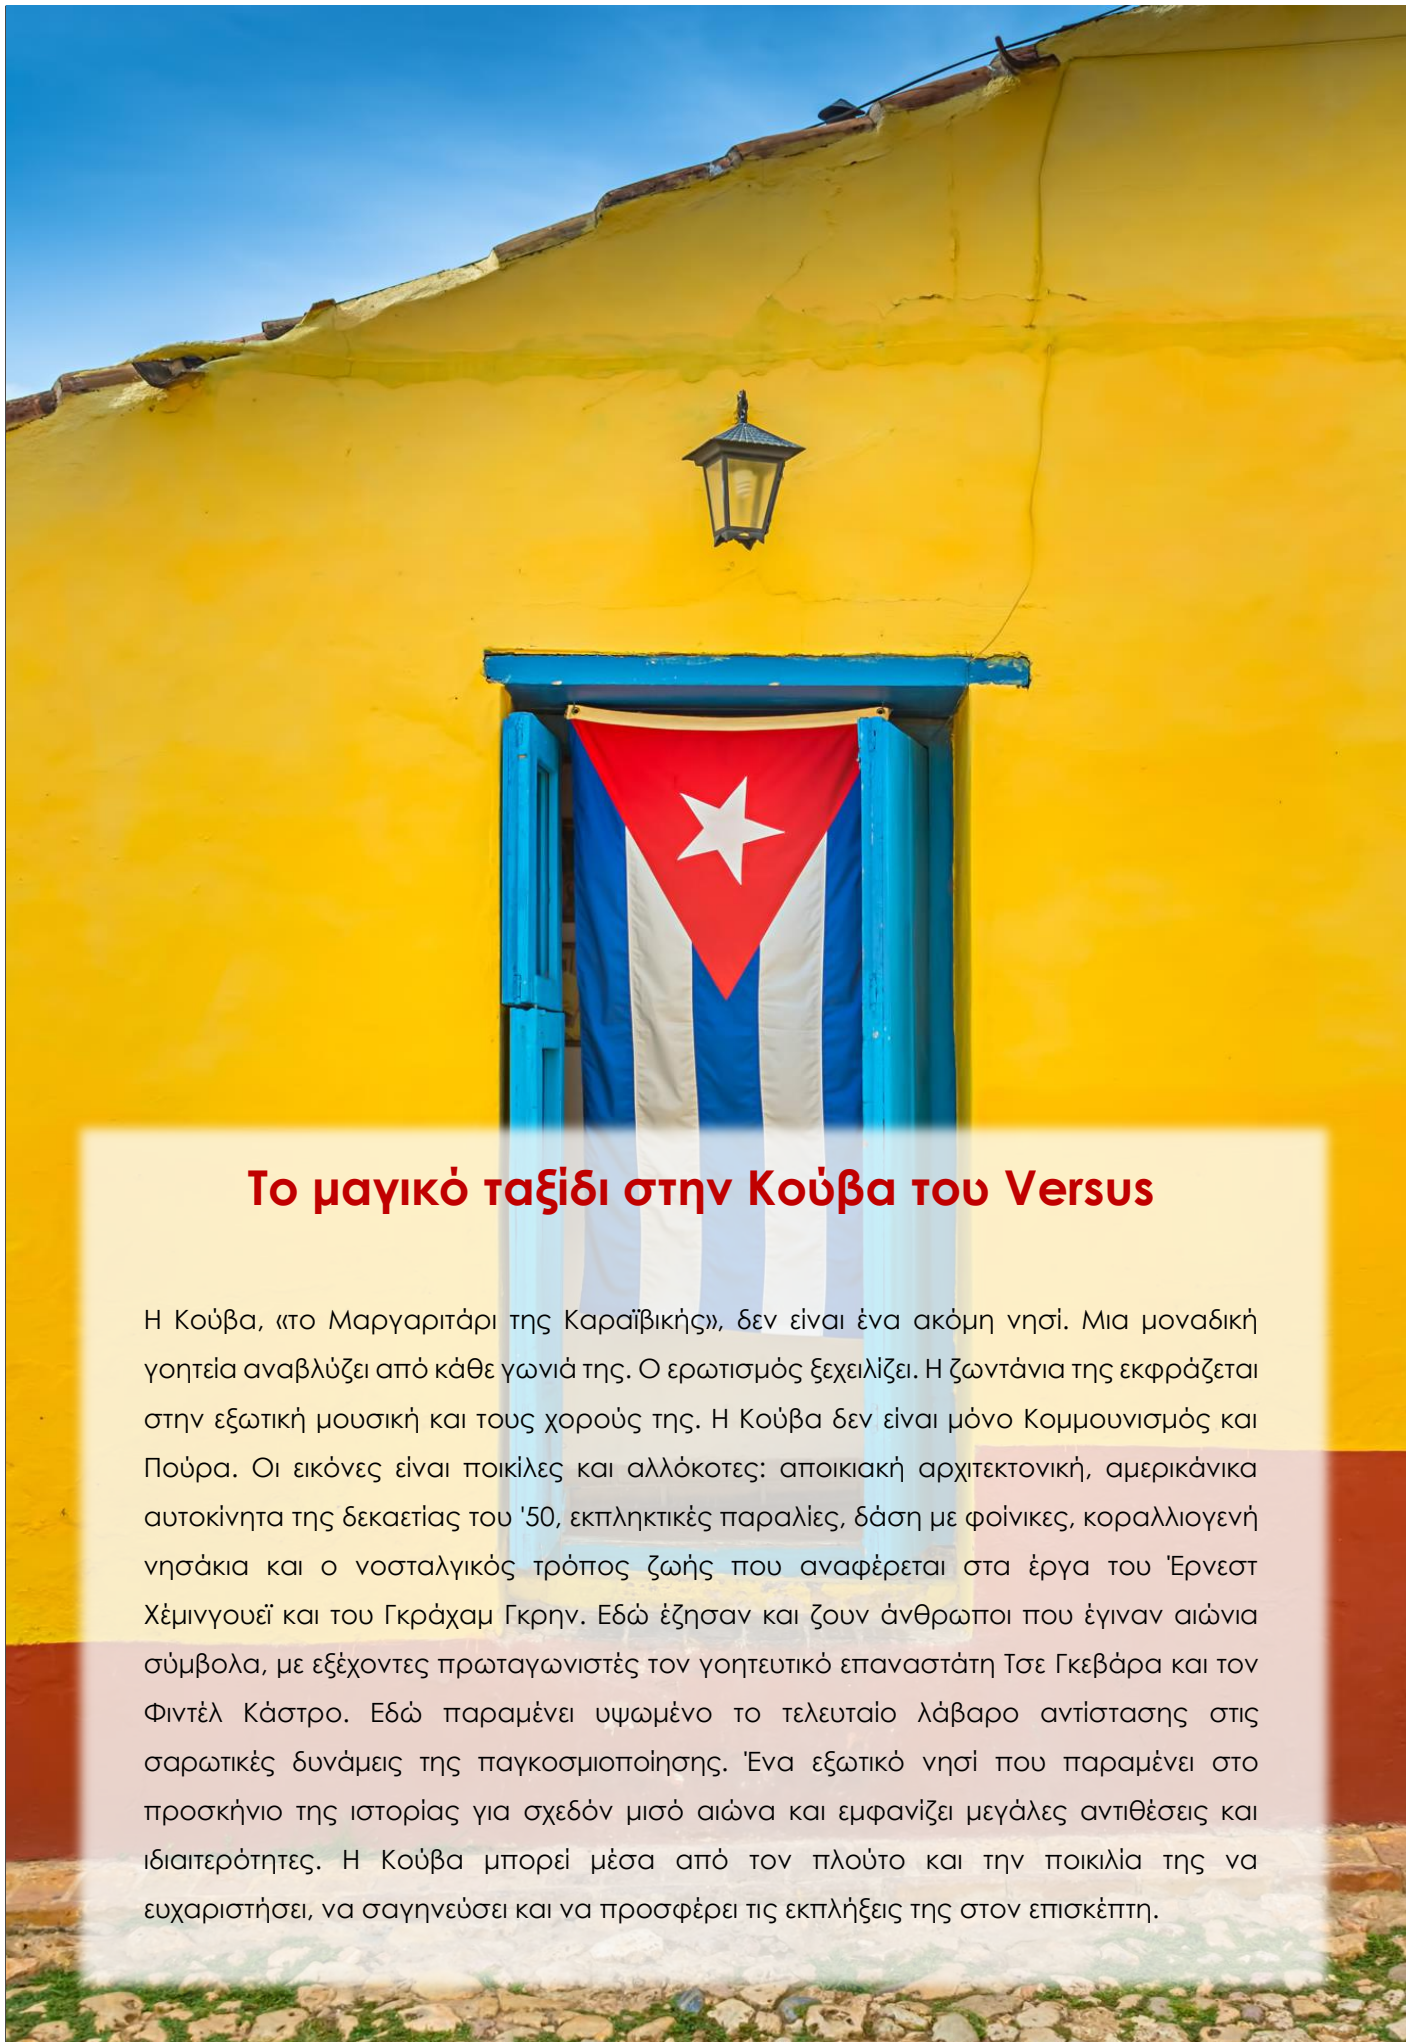 Το μαγικό ταξίδι στην Κούβα του Versus
Η Κούβα, «το Μαργαριτάρι της Καραϊβικής», δεν είναι ένα ακόμη νησί. Μια μοναδική
γοητεία αναβλύζει από κάθε γωνιά της. Ο ερωτισμός ξεχειλίζει. Η ζωντάνια της εκφράζεται
στην εξωτική μουσική και τους χορούς της. Η Κούβα δεν είναι μόνο Κομμουνισμός και
Πούρα. Οι εικόνες είναι ποικίλες και αλλόκοτες: αποικιακή αρχιτεκτονική, αμερικάνικα
αυτοκίνητα της δεκαετίας του '50, εκπληκτικές παραλίες, δάση με φοίνικες, κοραλλιογενή
νησάκια και ο νοσταλγικός τρόπος ζωής που αναφέρεται στα έργα του Έρνεστ
Χέμινγουεϊ και του Γκράχαμ Γκρην. Εδώ έζησαν και ζουν άνθρωποι που έγιναν αιώνια
σύμβολα, με εξέχοντες πρωταγωνιστές τον γοητευτικό επαναστάτη Τσε Γκεβάρα και τον
Φιντέλ Κάστρο. Εδώ παραμένει υψωμένο το τελευταίο λάβαρο αντίστασης στις
σαρωτικές δυνάμεις της παγκοσμιοποίησης. Ένα εξωτικό νησί που παραμένει στο
προσκήνιο της ιστορίας για σχεδόν μισό αιώνα και εμφανίζει μεγάλες αντιθέσεις και
ιδιαιτερότητες. Η Κούβα μπορεί μέσα από τον πλούτο και την ποικιλία της να
ευχαριστήσει, να σαγηνεύσει και να προσφέρει τις εκπλήξεις της στον επισκέπτη.